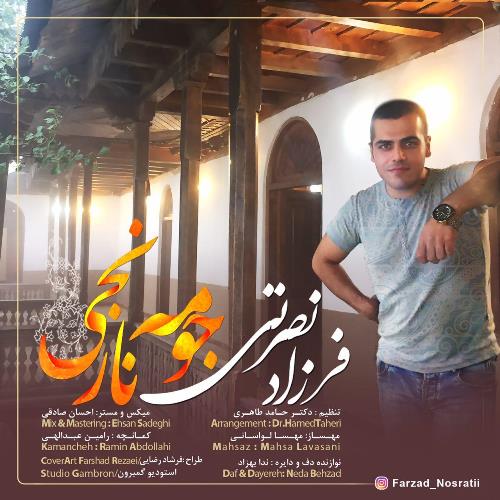 جومه نارنجی
فرزاد نصرتی
تنظیم : دکتر حامد طاهری
Arrangement : Dr.HamedTaheri
مهساز: مهسا لواسانی
Mahsaz : Mahsa Lavasani
نوازنده دف و دایره : ندا بهزاد
Daf & Dayereh: Neda Behzad
میکس و مستر: احسان صادقی
Mix & Mastering : Ehsan Sadeghi
کمانچه : رامین عبدالهی
Kamancheh : Ramin Abdollahi
طراح :فرشاد رضایی/CoverArt Farshad Rezaei
استودیو گمبرون/Studio Gambron
Farzad_Nosratii